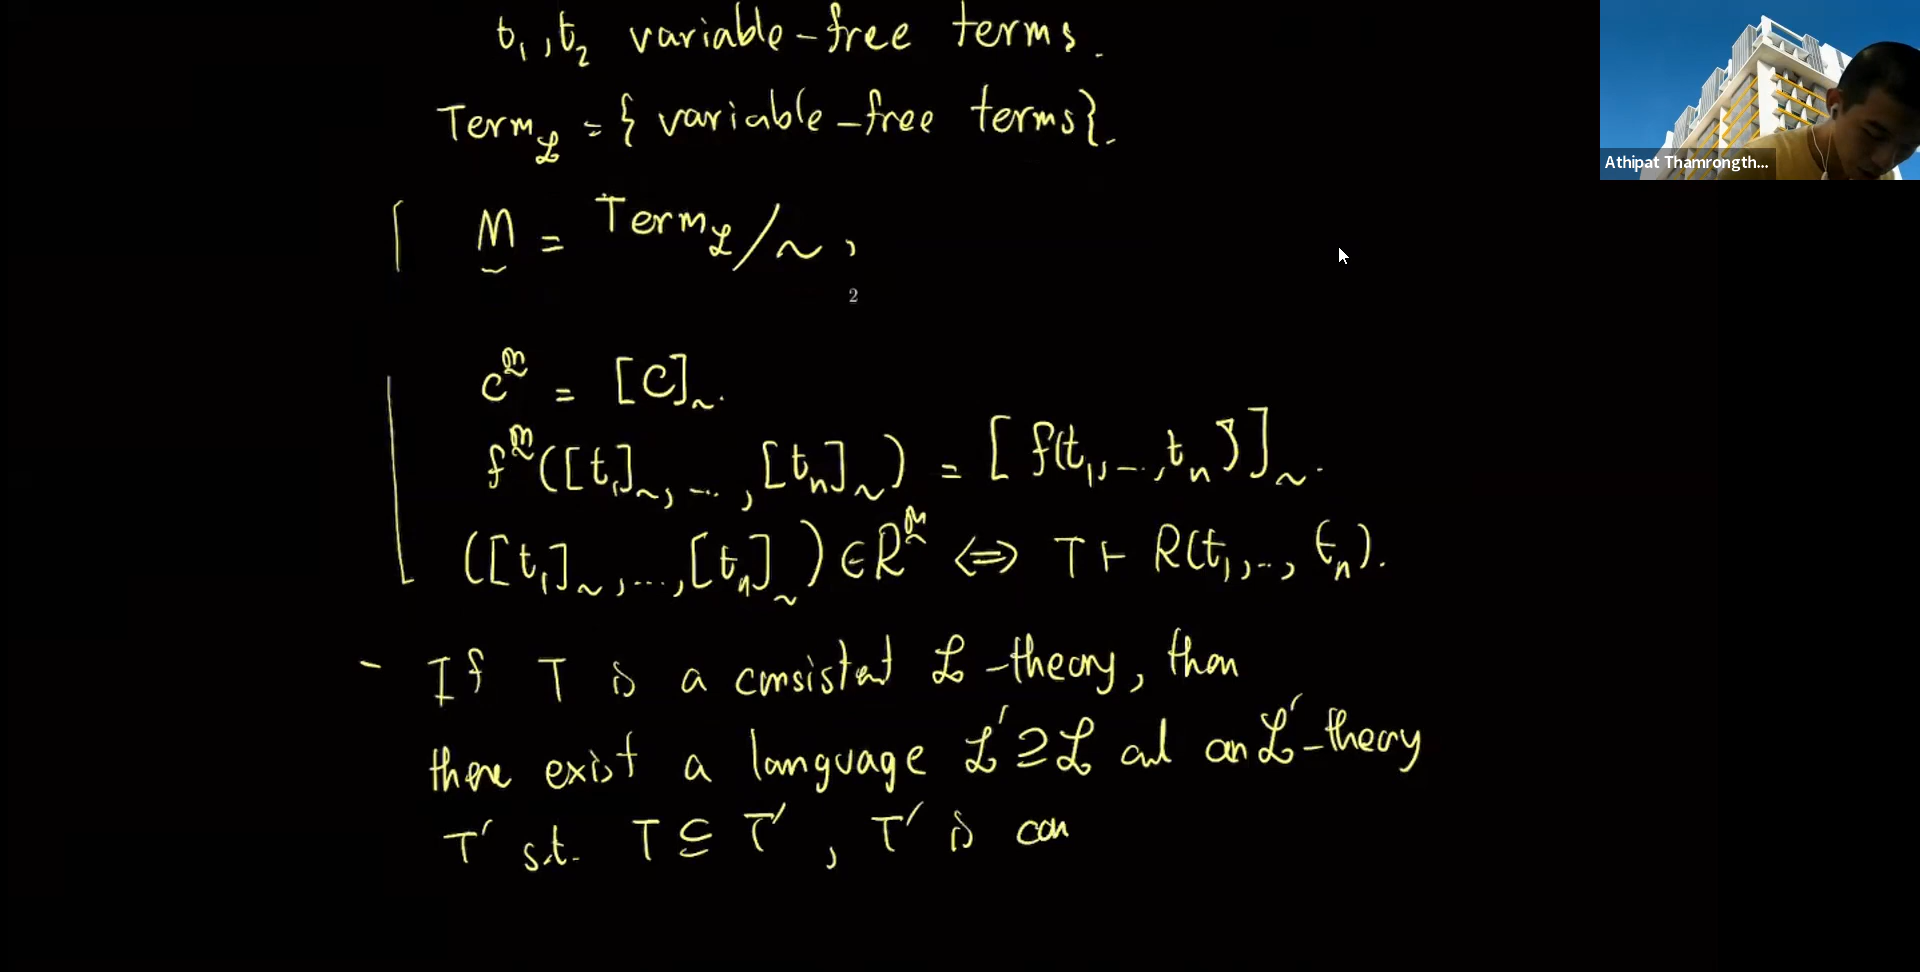 t₁, t₂ variable-free terms.
Term_ℒ = { variable-free terms}.
M = Term_ℒ/~ ,
2
c^𝔐 = [c]_~.
f^𝔐([t₁]_~, ..., [tₙ]_~) = [f(t₁, ..., tₙ)]_~.
([t₁]_~, ..., [tₙ]_~) ∈ R^𝔐 ⇔ T ⊢ R(t₁, .., tₙ).
- If T is a consistent ℒ-theory, then
there exist a language ℒ' ⊇ ℒ and an ℒ'-theory
T' s.t. T ⊆ T', T' is con
Athipat Thamrongth...